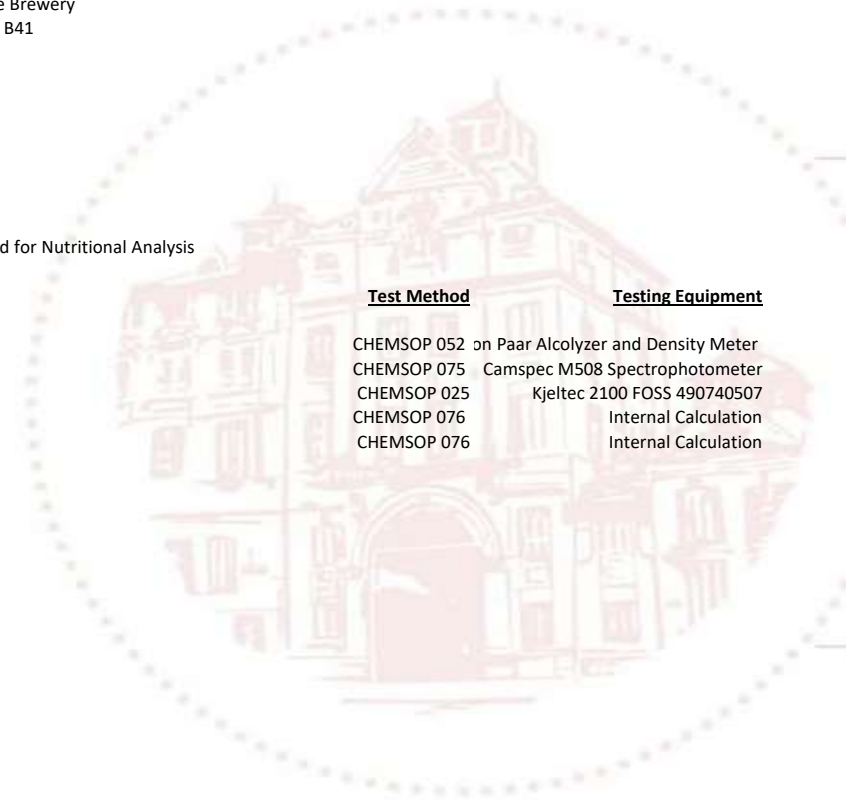 e Brewery
B41
d for Nutritional Analysis
Test Method Testing Equipment
CHEMSOP 052 on Paar Alcolyzer and Density Meter
CHEMSOP 075 Camspec M508 Spectrophotometer
CHEMSOP 025 Kjeltec 2100 FOSS 490740507
CHEMSOP 076 Internal Calculation
CHEMSOP 076 Internal Calculation